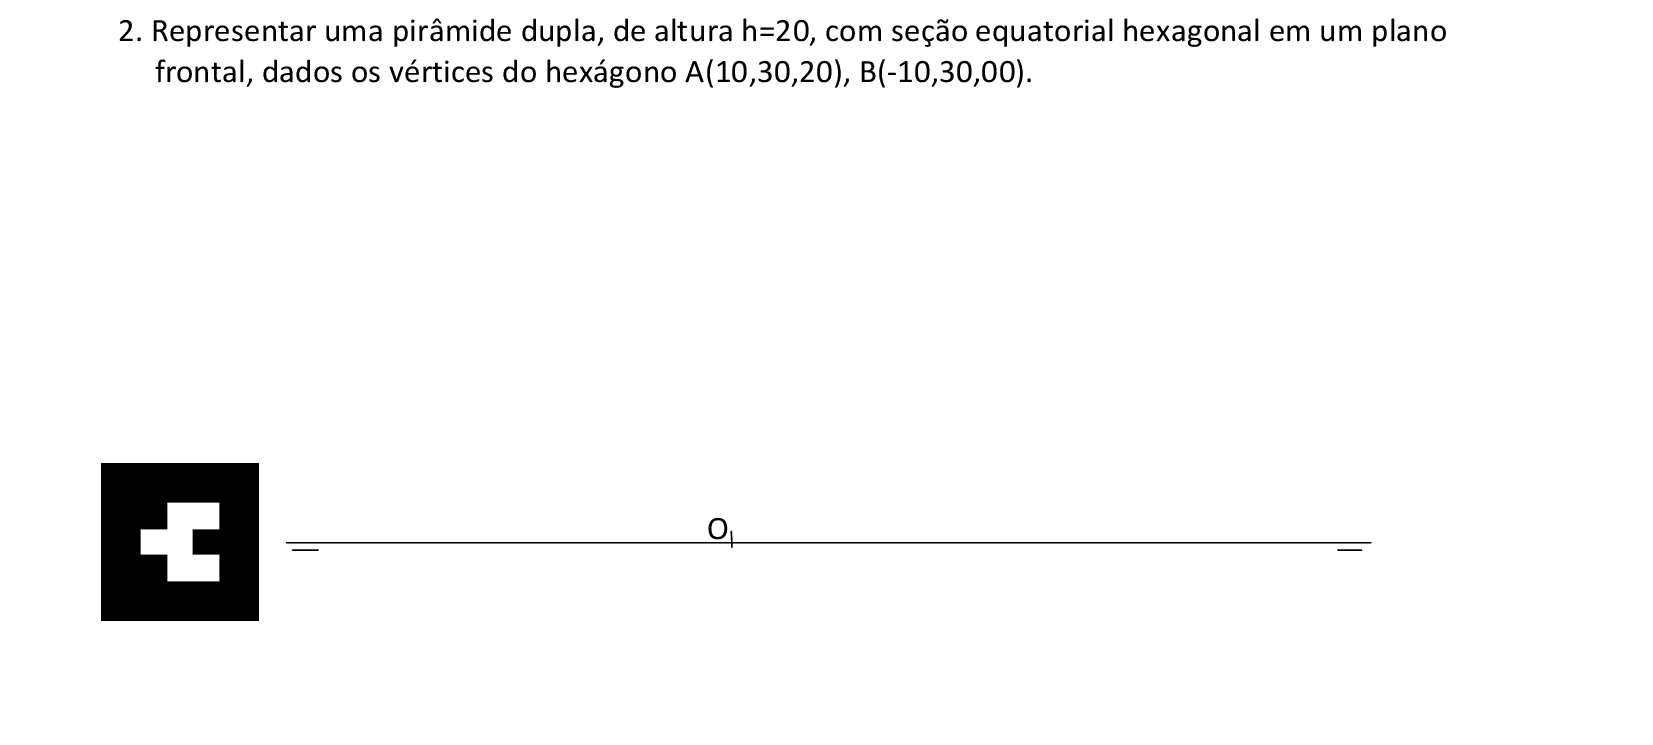 2. Representar uma pirâmide dupla, de altura h=20, com seção equatorial hexagonal em um plano
frontal, dados os vértices do hexágono A(10,30,20), B(-10,30,00).
O